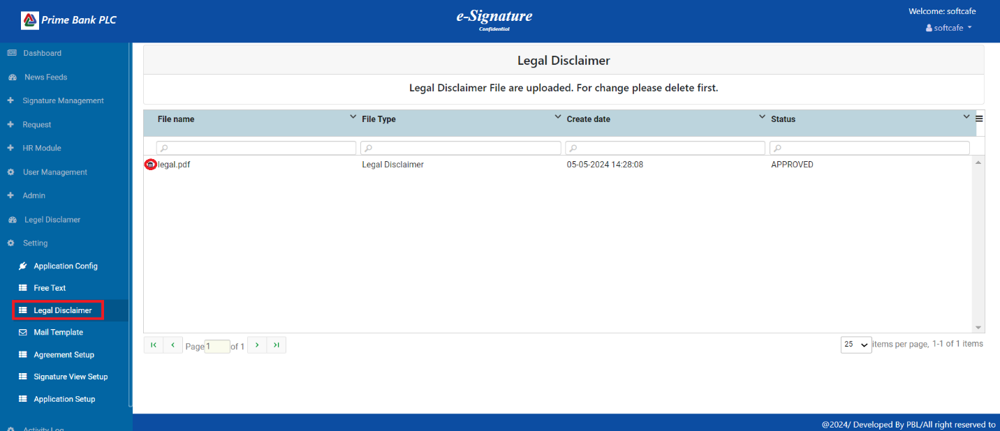 Prime Bank PLC
e-Signature
Confidential
Welcome: softcafe
softcafe
Dashboard
News Feeds
Signature Management
Request
HR Module
User Management
Admin
Legel Disclamer
Setting
Application Config
Free Text
Legal Disclaimer
Mail Template
Agreement Setup
Signature View Setup
Application Setup
Activity Log
Legal Disclaimer
Legal Disclaimer File are uploaded. For change please delete first.
File name File Type Create date Status
legal.pdf Legal Disclaimer 05-05-2024 14:28:08 APPROVED
Page 1 of 1 25 items per page, 1-1 of 1 items
@2024/ Developed By PBL/All right reserved to